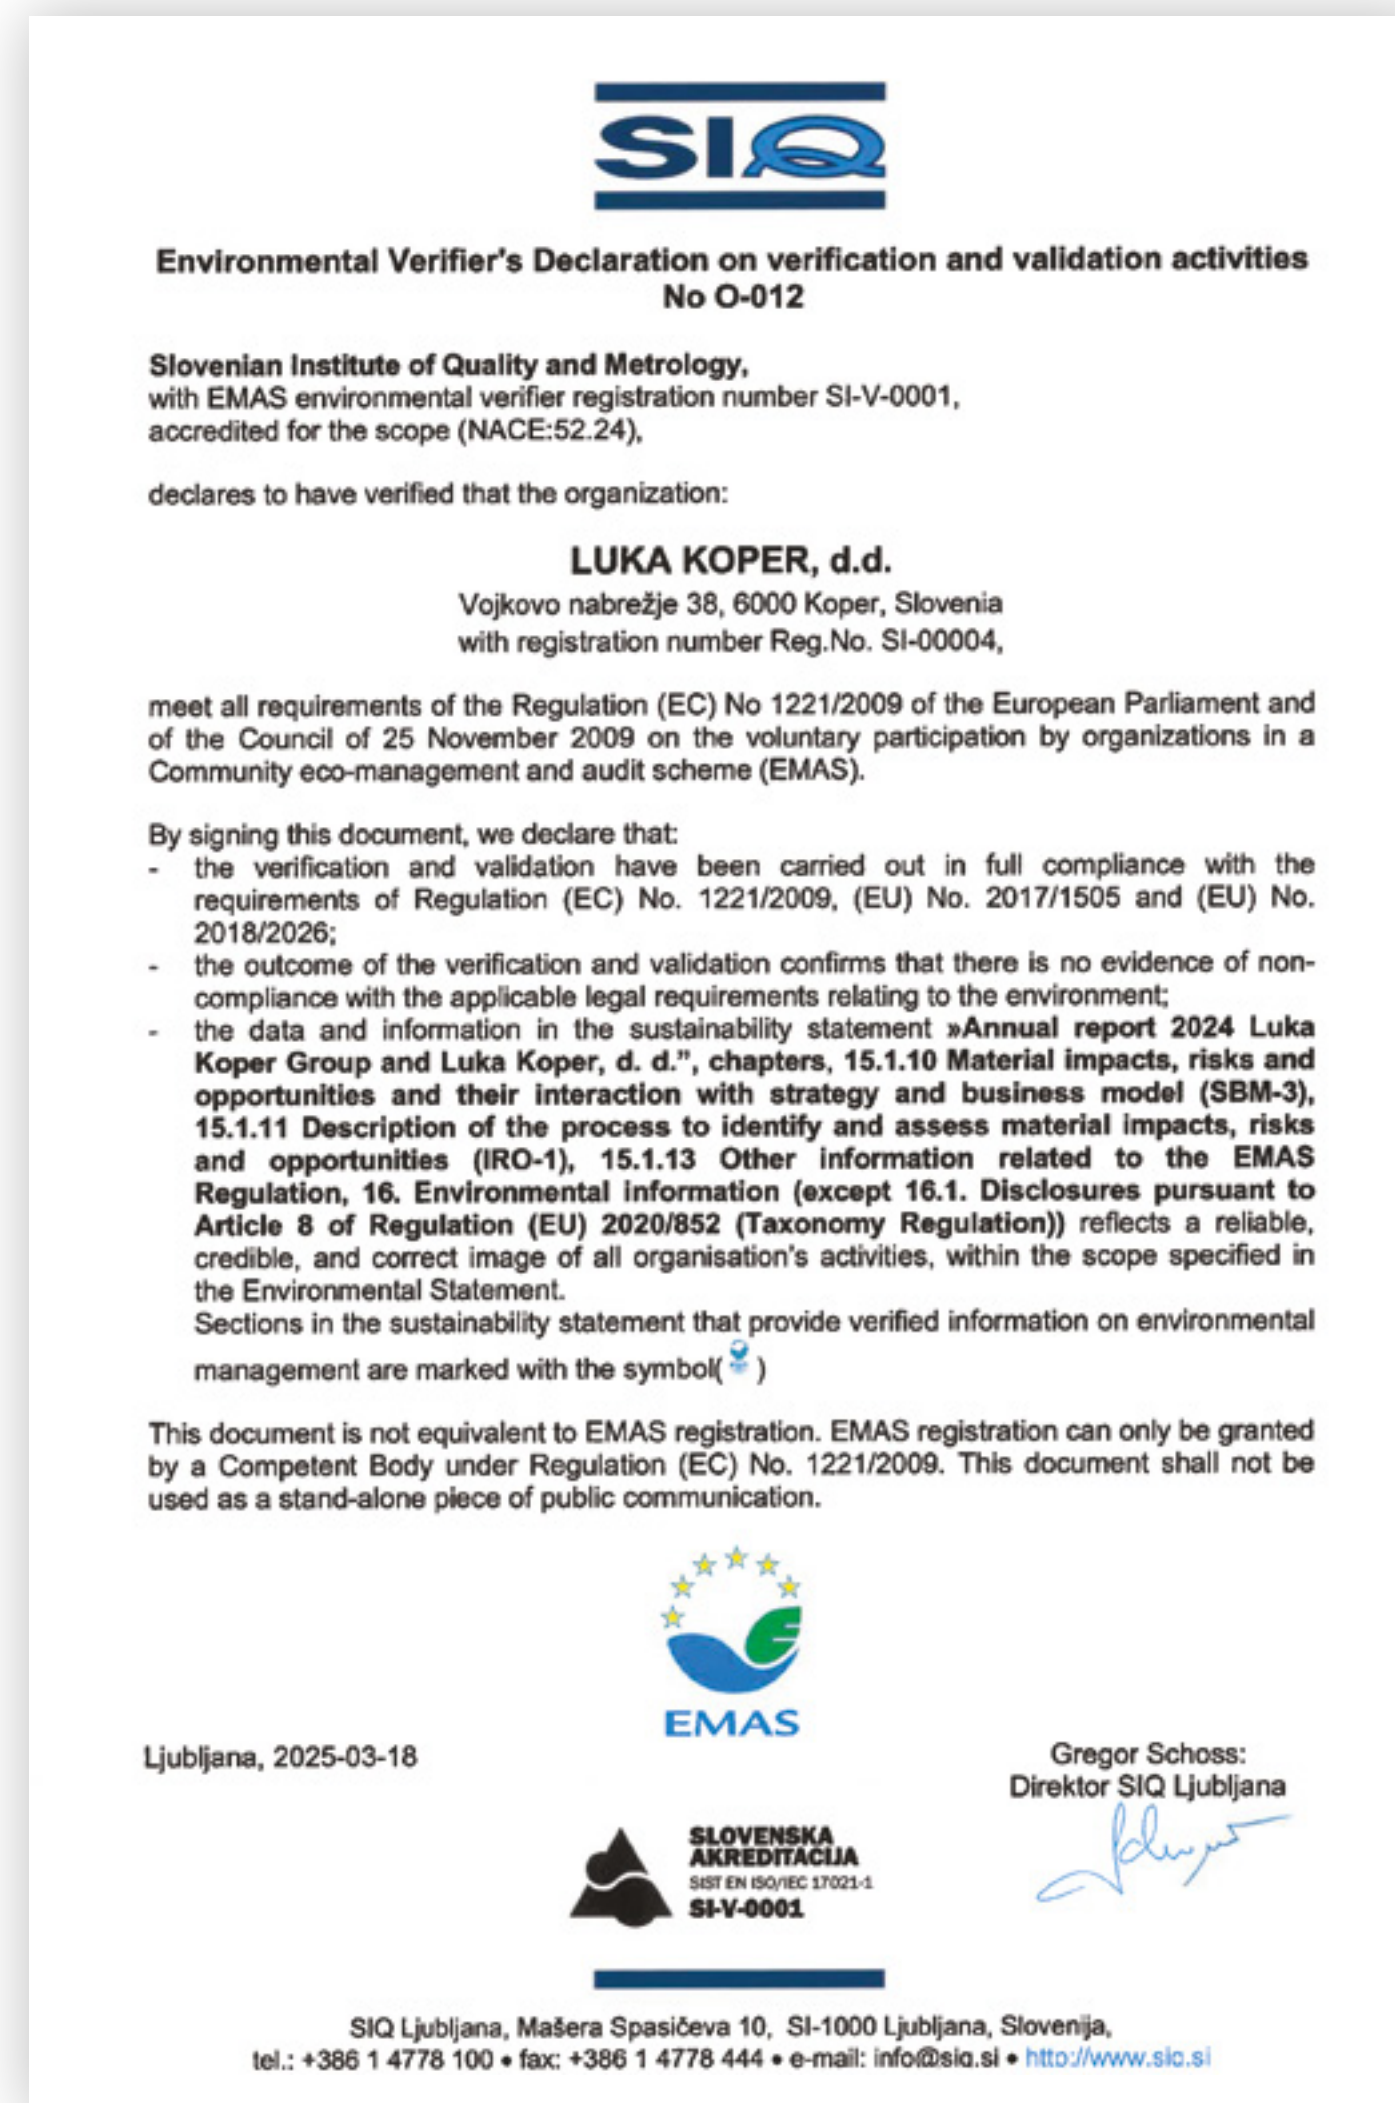 SIQ
Environmental Verifier's Declaration on verification and validation activities
No O-012
Slovenian Institute of Quality and Metrology,
with EMAS environmental verifier registration number SI-V-0001,
accredited for the scope (NACE:52.24),
declares to have verified that the organization:
LUKA KOPER, d.d.
Vojkovo nabrežje 38, 6000 Koper, Slovenia
with registration number Reg.No. SI-00004,
meet all requirements of the Regulation (EC) No 1221/2009 of the European Parliament and
of the Council of 25 November 2009 on the voluntary participation by organizations in a
Community eco-management and audit scheme (EMAS).
By signing this document, we declare that:
- the verification and validation have been carried out in full compliance with the
requirements of Regulation (EC) No. 1221/2009, (EU) No. 2017/1505 and (EU) No.
2018/2026;
- the outcome of the verification and validation confirms that there is no evidence of non-
compliance with the applicable legal requirements relating to the environment;
- the data and information in the sustainability statement »Annual report 2024 Luka
Koper Group and Luka Koper, d. d.”, chapters, 15.1.10 Material impacts, risks and
opportunities and their interaction with strategy and business model (SBM-3),
15.1.11 Description of the process to identify and assess material impacts, risks
and opportunities (IRO-1), 15.1.13 Other information related to the EMAS
Regulation, 16. Environmental information (except 16.1. Disclosures pursuant to
Article 8 of Regulation (EU) 2020/852 (Taxonomy Regulation)) reflects a reliable,
credible, and correct image of all organisation's activities, within the scope specified in
the Environmental Statement.
Sections in the sustainability statement that provide verified information on environmental
management are marked with the symbol( )
This document is not equivalent to EMAS registration. EMAS registration can only be granted
by a Competent Body under Regulation (EC) No. 1221/2009. This document shall not be
used as a stand-alone piece of public communication.
EMAS
Ljubljana, 2025-03-18
Gregor Schoss:
Direktor SIQ Ljubljana
SLOVENSKA
AKREDITACIJA
SIST EN ISO/IEC 17021-1
SI-V-0001
SIQ Ljubljana, Mašera Spasičeva 10, SI-1000 Ljubljana, Slovenija,
tel.: +386 1 4778 100 • fax: +386 1 4778 444 • e-mail: info@siq.si • http://www.siq.si